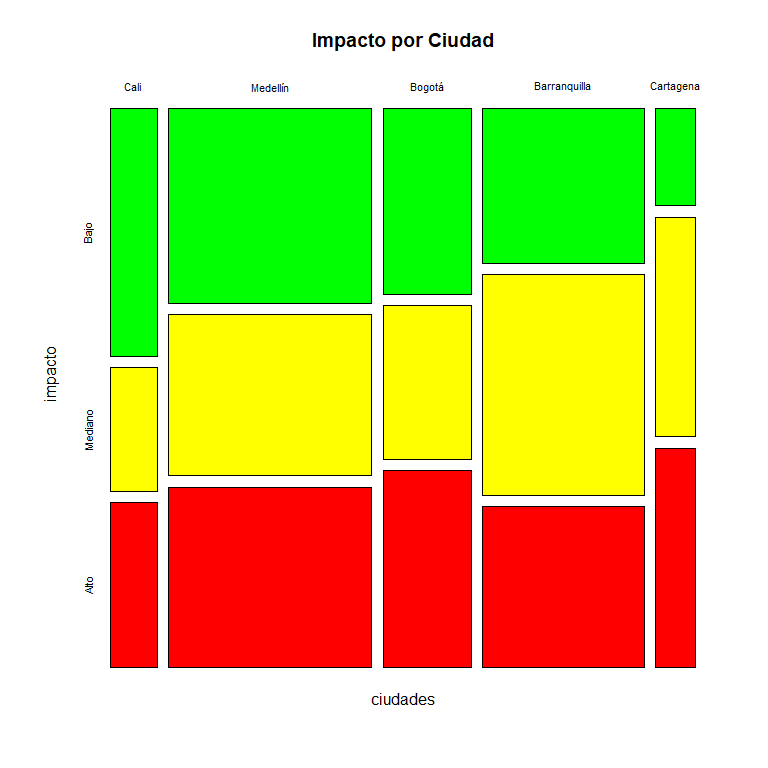 Impacto por Ciudad
Cali
Medellín
Bogotá
Barranquilla
Cartagena
Bajo
Mediano
Alto
impacto
ciudades